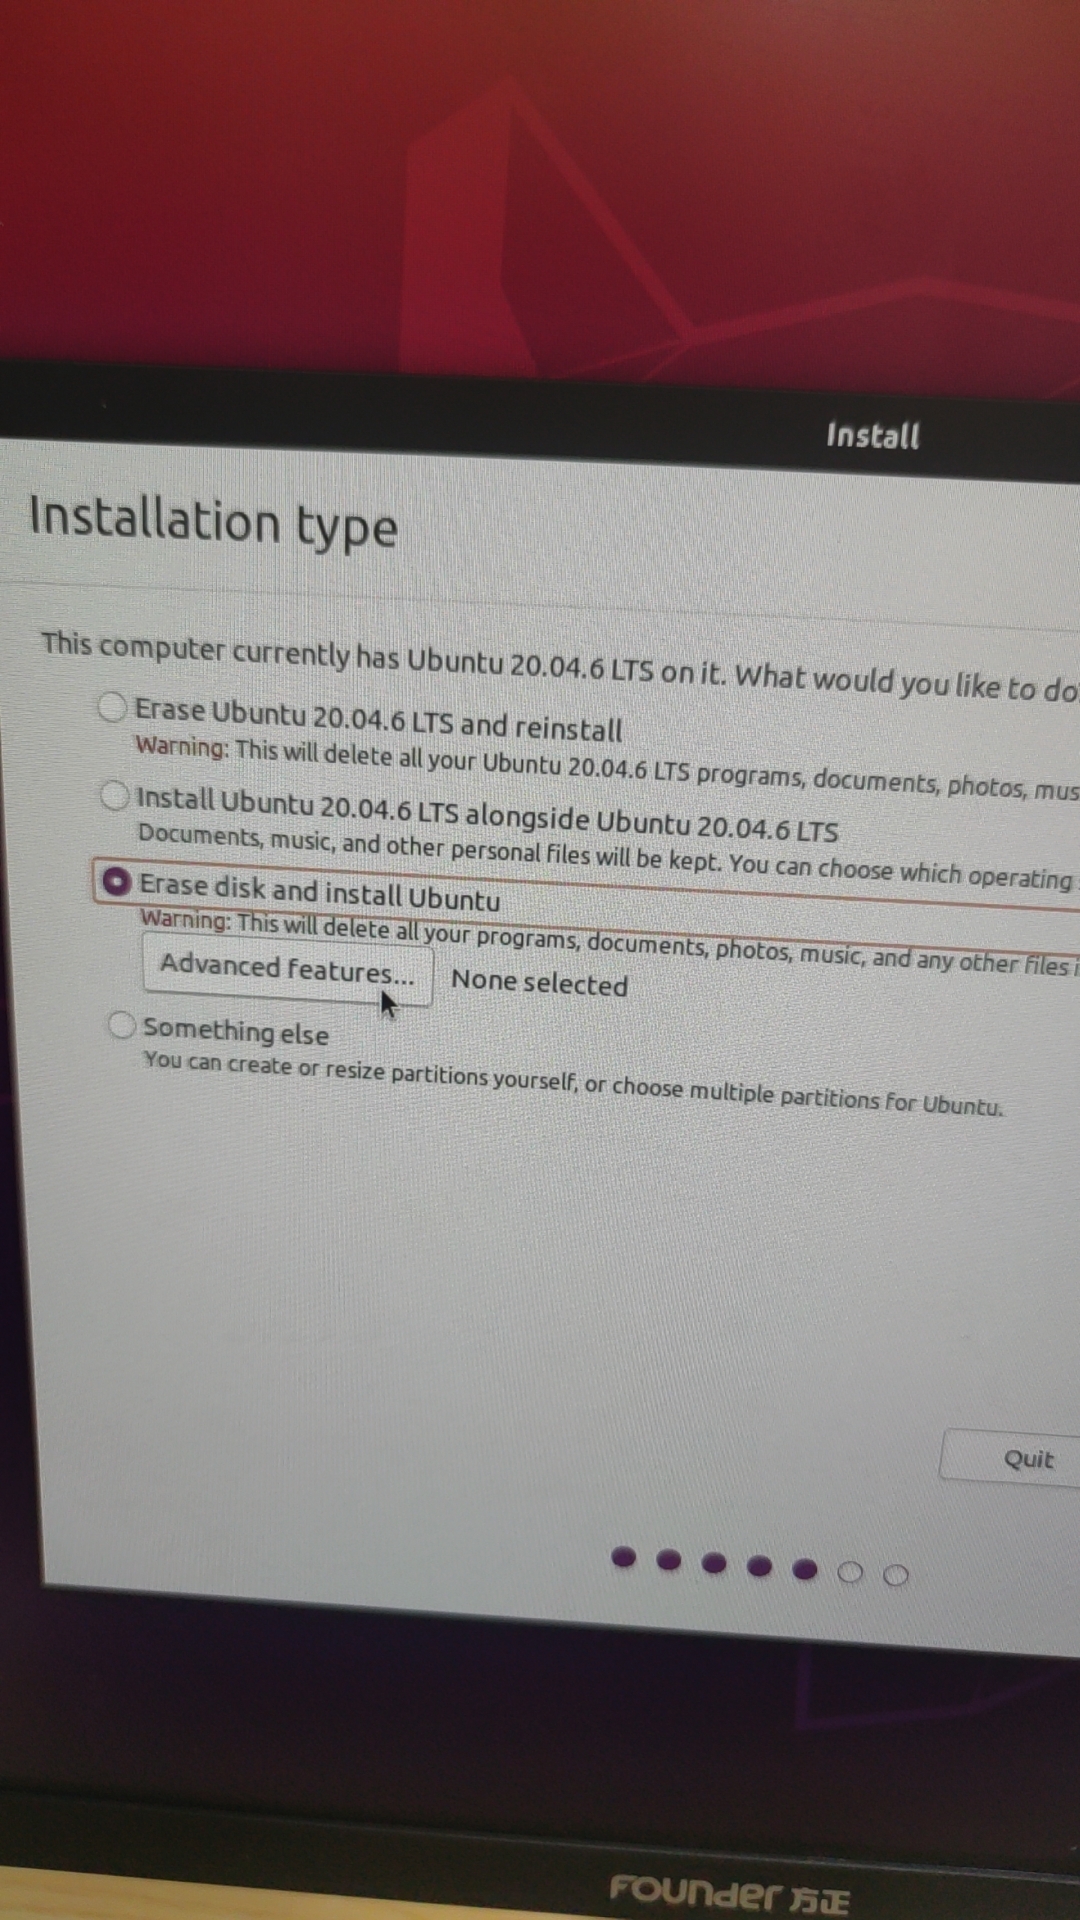 Install
Installation type
This computer currently has Ubuntu 20.04.6 LTS on it. What would you like to do
Erase Ubuntu 20.04.6 LTS and reinstall
Warning: This will delete all your Ubuntu 20.04.6 LTS programs, documents, photos, mus
Install Ubuntu 20.04.6 LTS alongside Ubuntu 20.04.6 LTS
Documents, music, and other personal files will be kept. You can choose which operating
Erase disk and install Ubuntu
Warning: This will delete all your programs, documents, photos, music, and any other files i
Advanced features... None selected
Something else
You can create or resize partitions yourself, or choose multiple partitions for Ubuntu.
Quit
Founder 方正